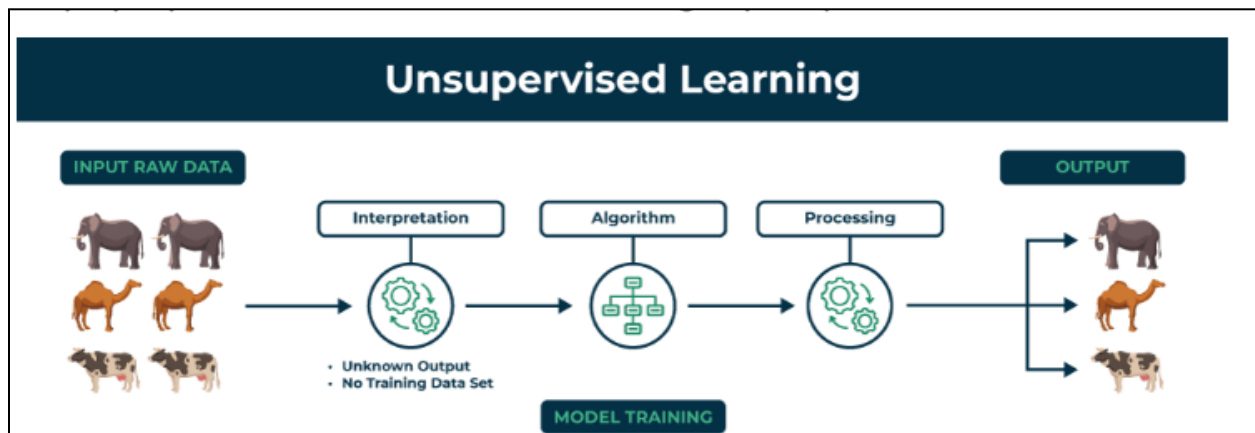 Unsupervised Learning
INPUT RAW DATA
OUTPUT
Interpretation
Algorithm
Processing
• Unknown Output
• No Training Data Set
MODEL TRAINING